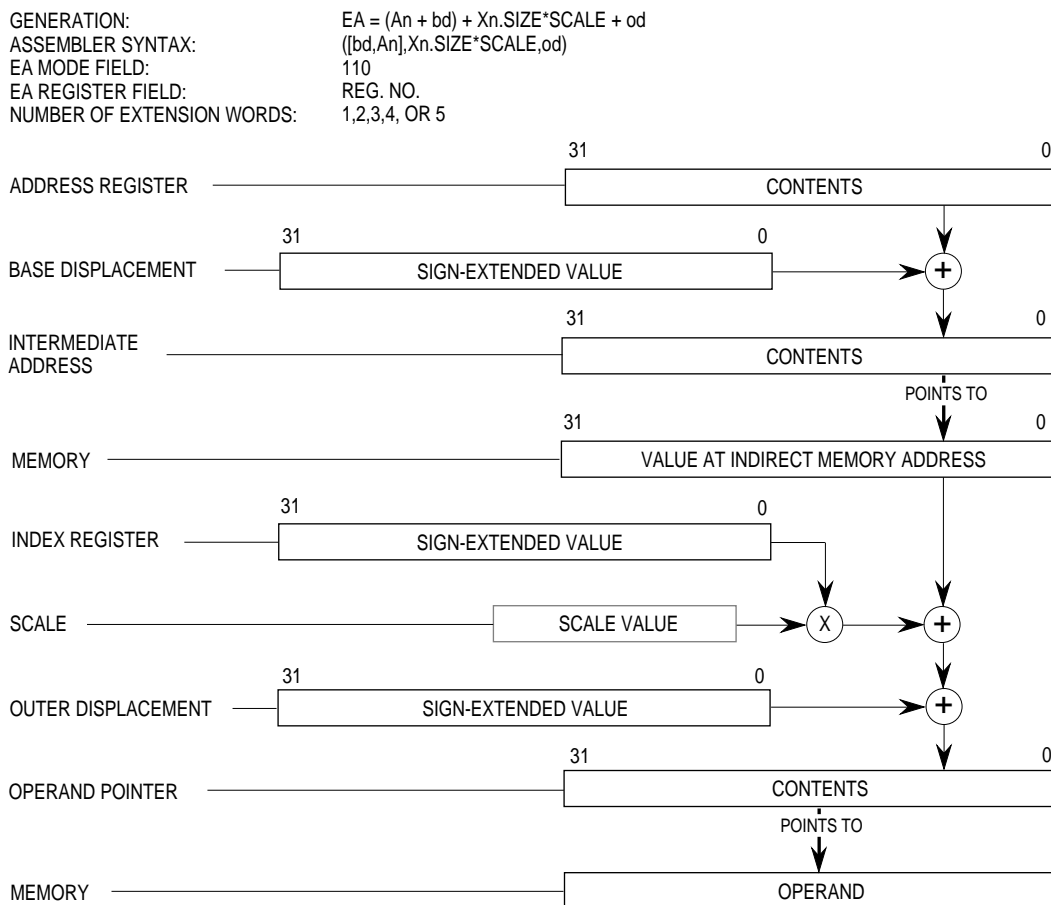 GENERATION: EA = (An + bd) + Xn.SIZE*SCALE + od
ASSEMBLER SYNTAX: ([bd,An],Xn.SIZE*SCALE,od)
EA MODE FIELD: 110
EA REGISTER FIELD: REG. NO.
NUMBER OF EXTENSION WORDS: 1,2,3,4, OR 5
31 0
ADDRESS REGISTER CONTENTS
31 0
BASE DISPLACEMENT SIGN-EXTENDED VALUE +
31 0
INTERMEDIATE
ADDRESS
CONTENTS
POINTS TO
31 0
MEMORY VALUE AT INDIRECT MEMORY ADDRESS
31 0
INDEX REGISTER SIGN-EXTENDED VALUE
SCALE SCALE VALUE X +
31 0
OUTER DISPLACEMENT SIGN-EXTENDED VALUE +
31 0
OPERAND POINTER CONTENTS
POINTS TO
MEMORY OPERAND